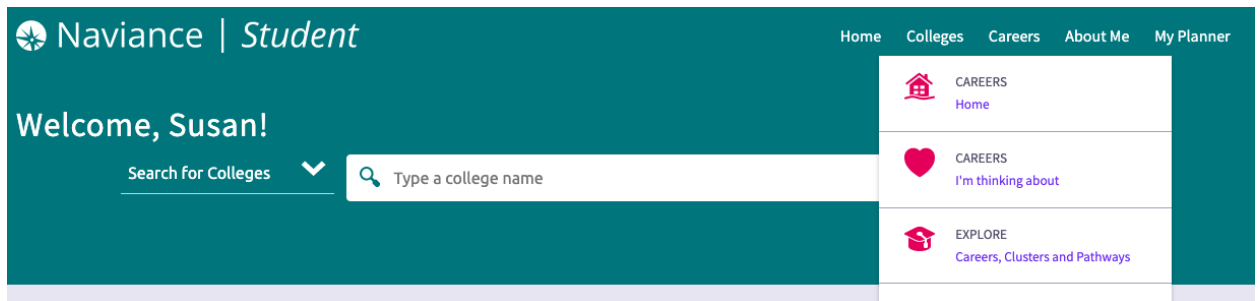 Naviance | Student
Home Colleges Careers About Me My Planner
Welcome, Susan!
Search for Colleges
Type a college name
CAREERS
Home
CAREERS
I'm thinking about
EXPLORE
Careers, Clusters and Pathways